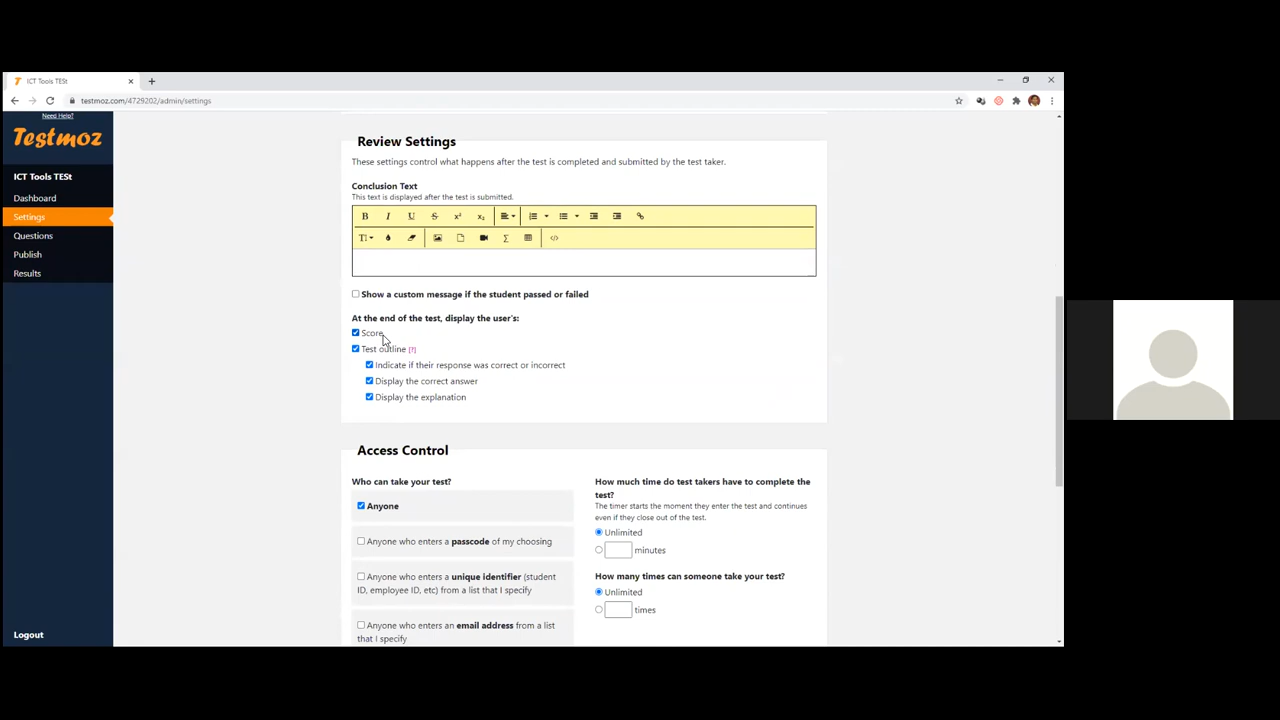 ICT Tools TESt
testmoz.com/4729202/admin/settings
Need Help?
Testmoz
ICT Tools TESt
Dashboard
Settings
Questions
Publish
Results
Logout
Review Settings
These settings control what happens after the test is completed and submitted by the test taker.
Conclusion Text
This text is displayed after the test is submitted.
Show a custom message if the student passed or failed
At the end of the test, display the user's:
Score
Test outline [?]
Indicate if their response was correct or incorrect
Display the correct answer
Display the explanation
Access Control
Who can take your test?
Anyone
Anyone who enters a passcode of my choosing
Anyone who enters a unique identifier (student
ID, employee ID, etc) from a list that I specify
Anyone who enters an email address from a list
that I specify
How much time do test takers have to complete the
test?
The timer starts the moment they enter the test and continues
even if they close out of the test.
Unlimited
minutes
How many times can someone take your test?
Unlimited
times